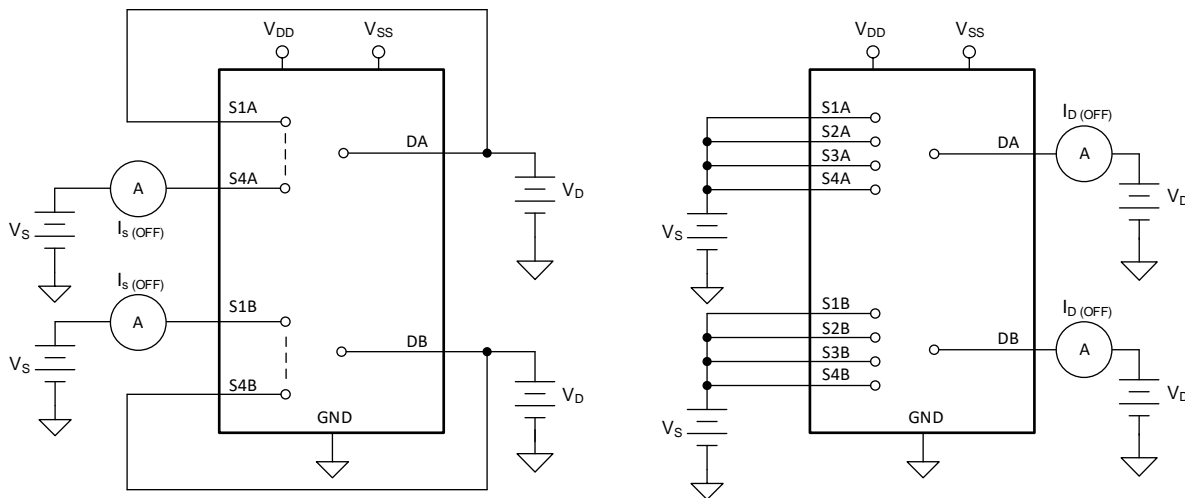 VDD
VSS
S1A
DA
A
S4A
VS
Is (OFF)
VD
Is (OFF)
A
S1B
DB
VS
S4B
VD
GND
VDD
VSS
S1A
S2A
S3A
S4A
DA
ID (OFF)
A
VS
VD
S1B
S2B
S3B
S4B
DB
ID (OFF)
A
VS
VD
GND